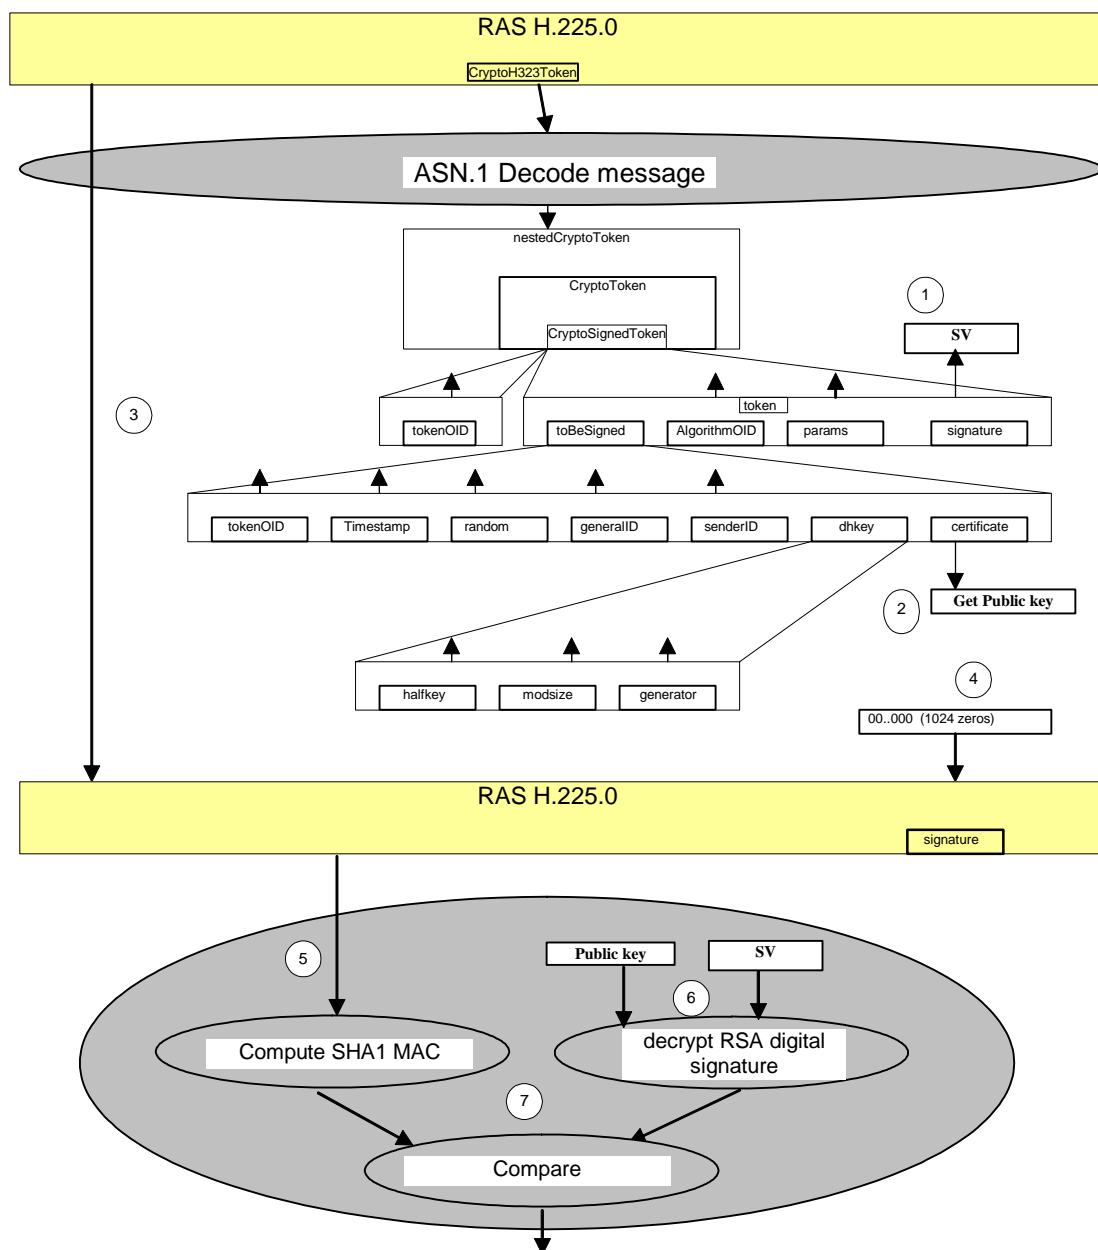 RAS H.225.0
CryptoH323Token
ASN.1 Decode message
nestedCryptoToken
CryptoToken
CryptoSignedToken
1
SV
3
token
tokenOID
toBeSigned
AlgorithmOID
params
signature
tokenOID
Timestamp
random
generalID
senderID
dhkey
certificate
2
Get Public key
halfkey
modsize
generator
4
00..000 (1024 zeros)
RAS H.225.0
signature
5
Public key
SV
6
Compute SHA1 MAC
decrypt RSA digital
signature
7
Compare